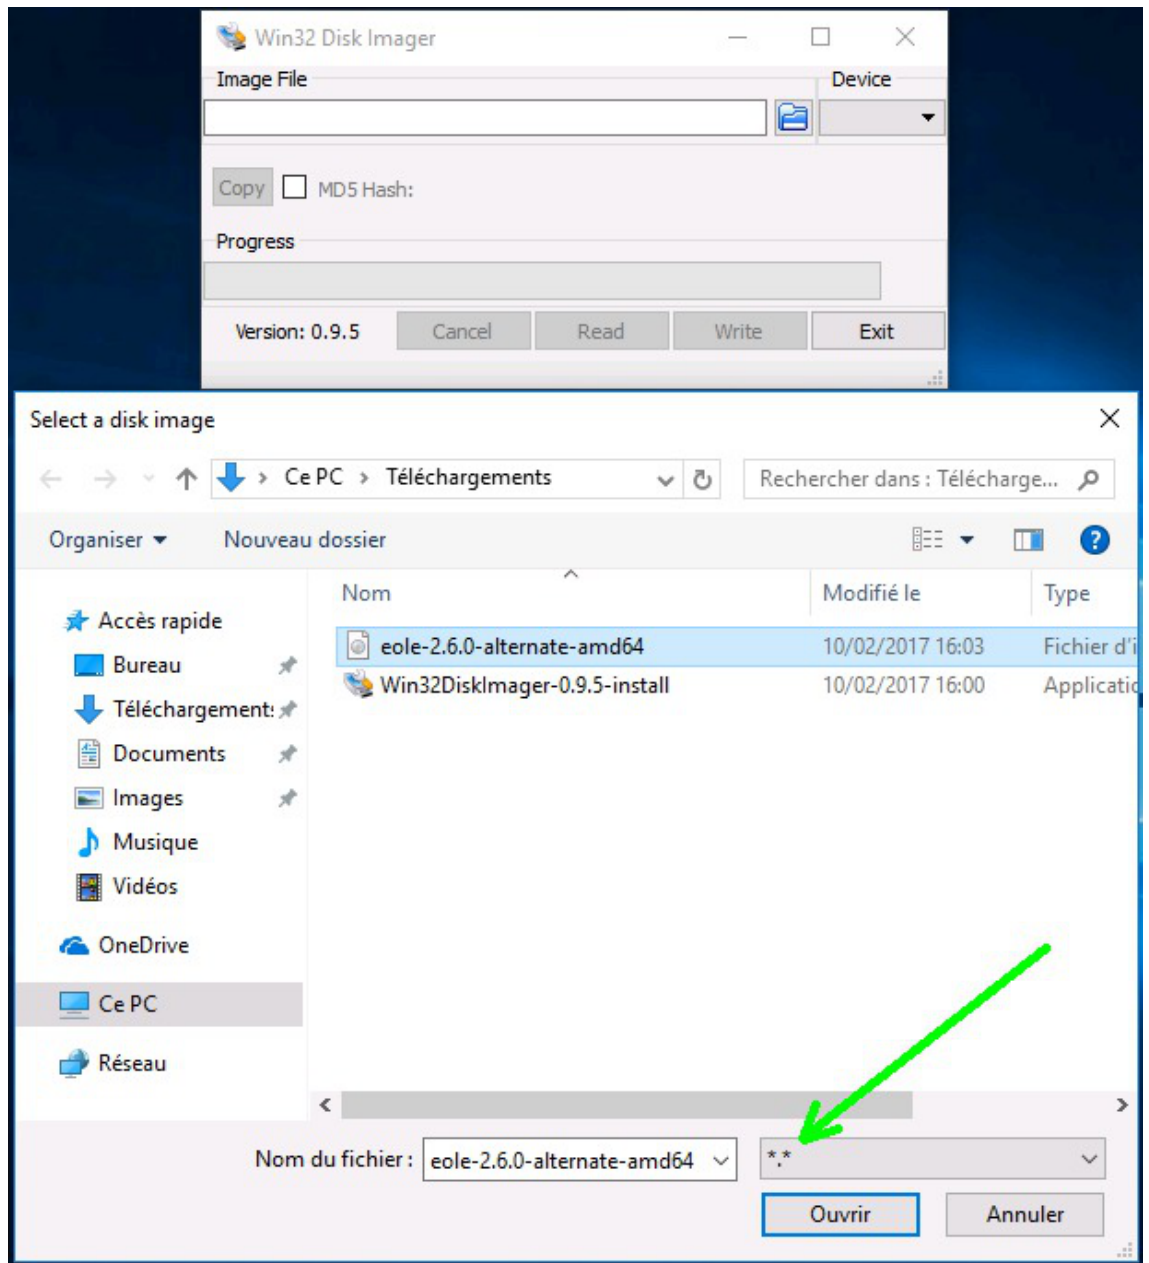 Win32 Disk Imager
Image File
Device
Copy
MD5 Hash:
Progress
Version: 0.9.5
Cancel
Read
Write
Exit
Select a disk image
Ce PC
Téléchargements
Rechercher dans : Télécharge...
Organiser
Nouveau dossier
Nom
Modifié le
Type
Accès rapide
Bureau
Téléchargement
Documents
Images
Musique
Vidéos
OneDrive
Ce PC
Réseau
eole-2.6.0-alternate-amd64
10/02/2017 16:03
Fichier d'i
Win32DiskImager-0.9.5-install
10/02/2017 16:00
Applicatio
Nom du fichier :
eole-2.6.0-alternate-amd64
*.*
Ouvrir
Annuler